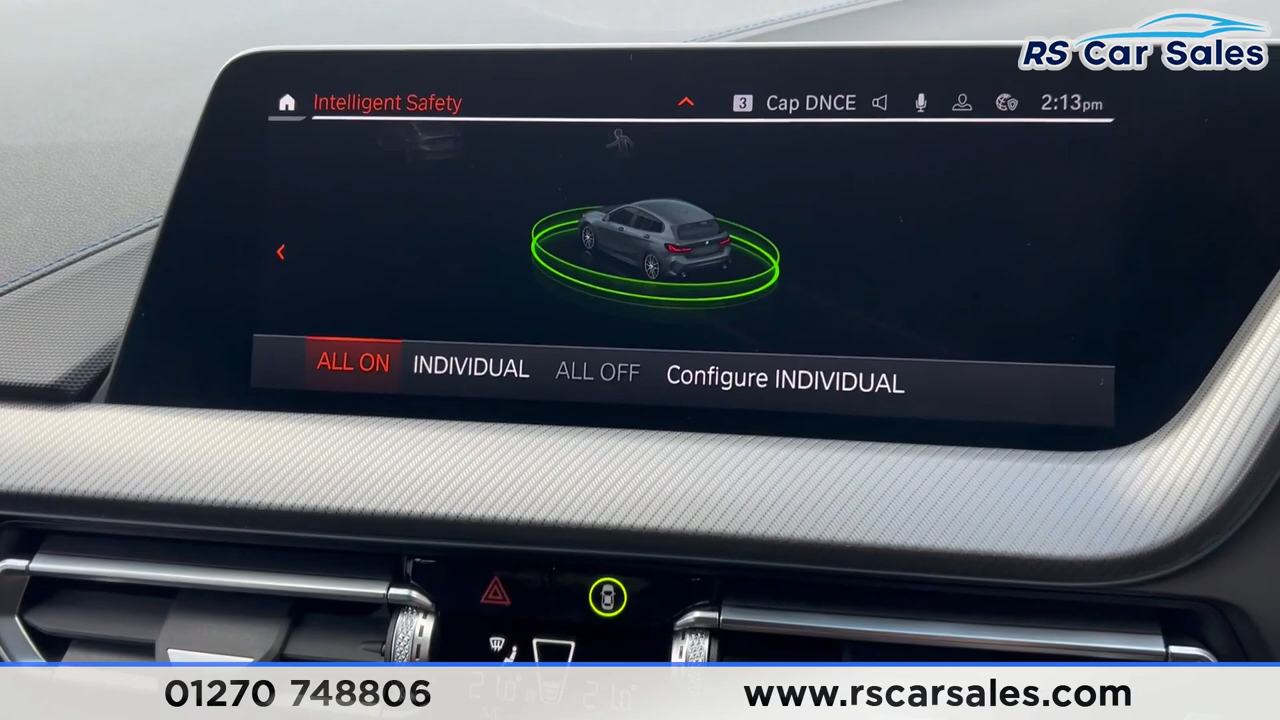 RS Car Sales
Intelligent Safety
3 Cap DNCE 2:13pm
ALL ON INDIVIDUAL ALL OFF Configure INDIVIDUAL
01270 748806 www.rscarsales.com